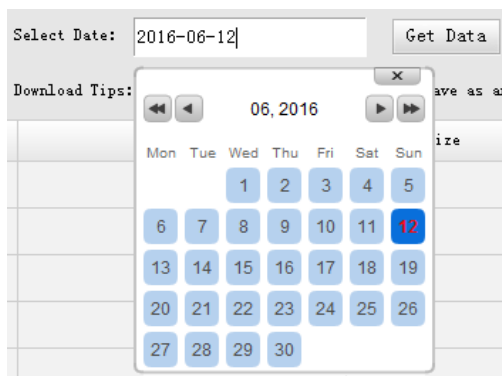 Select Date: 2016-06-12 Get Data
Download Tips: ave as a
06, 2016
ize
Mon Tue Wed Thu Fri Sat Sun
1 2 3 4 5
6 7 8 9 10 11 12
13 14 15 16 17 18 19
20 21 22 23 24 25 26
27 28 29 30